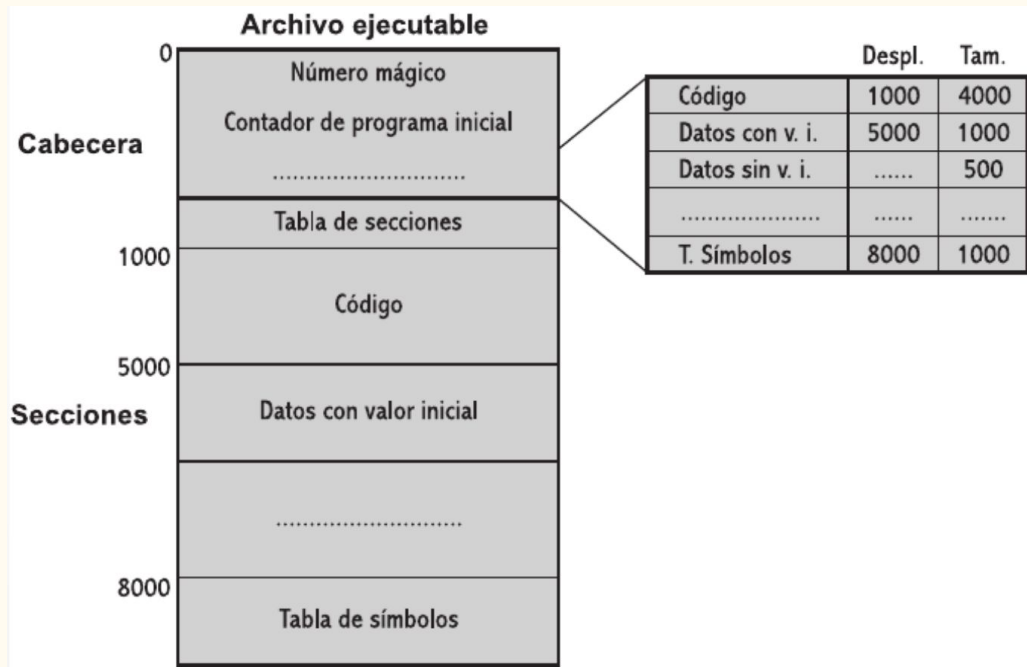 Archivo ejecutable
0
Número mágico
Contador de programa inicial
.............................
Cabecera
Tabla de secciones
1000
Código
5000
Datos con valor inicial
Secciones
............................
8000
Tabla de símbolos
Despl. Tam.
Código 1000 4000
Datos con v. i. 5000 1000
Datos sin v. i. ...... 500
..................... ...... .......
T. Símbolos 8000 1000